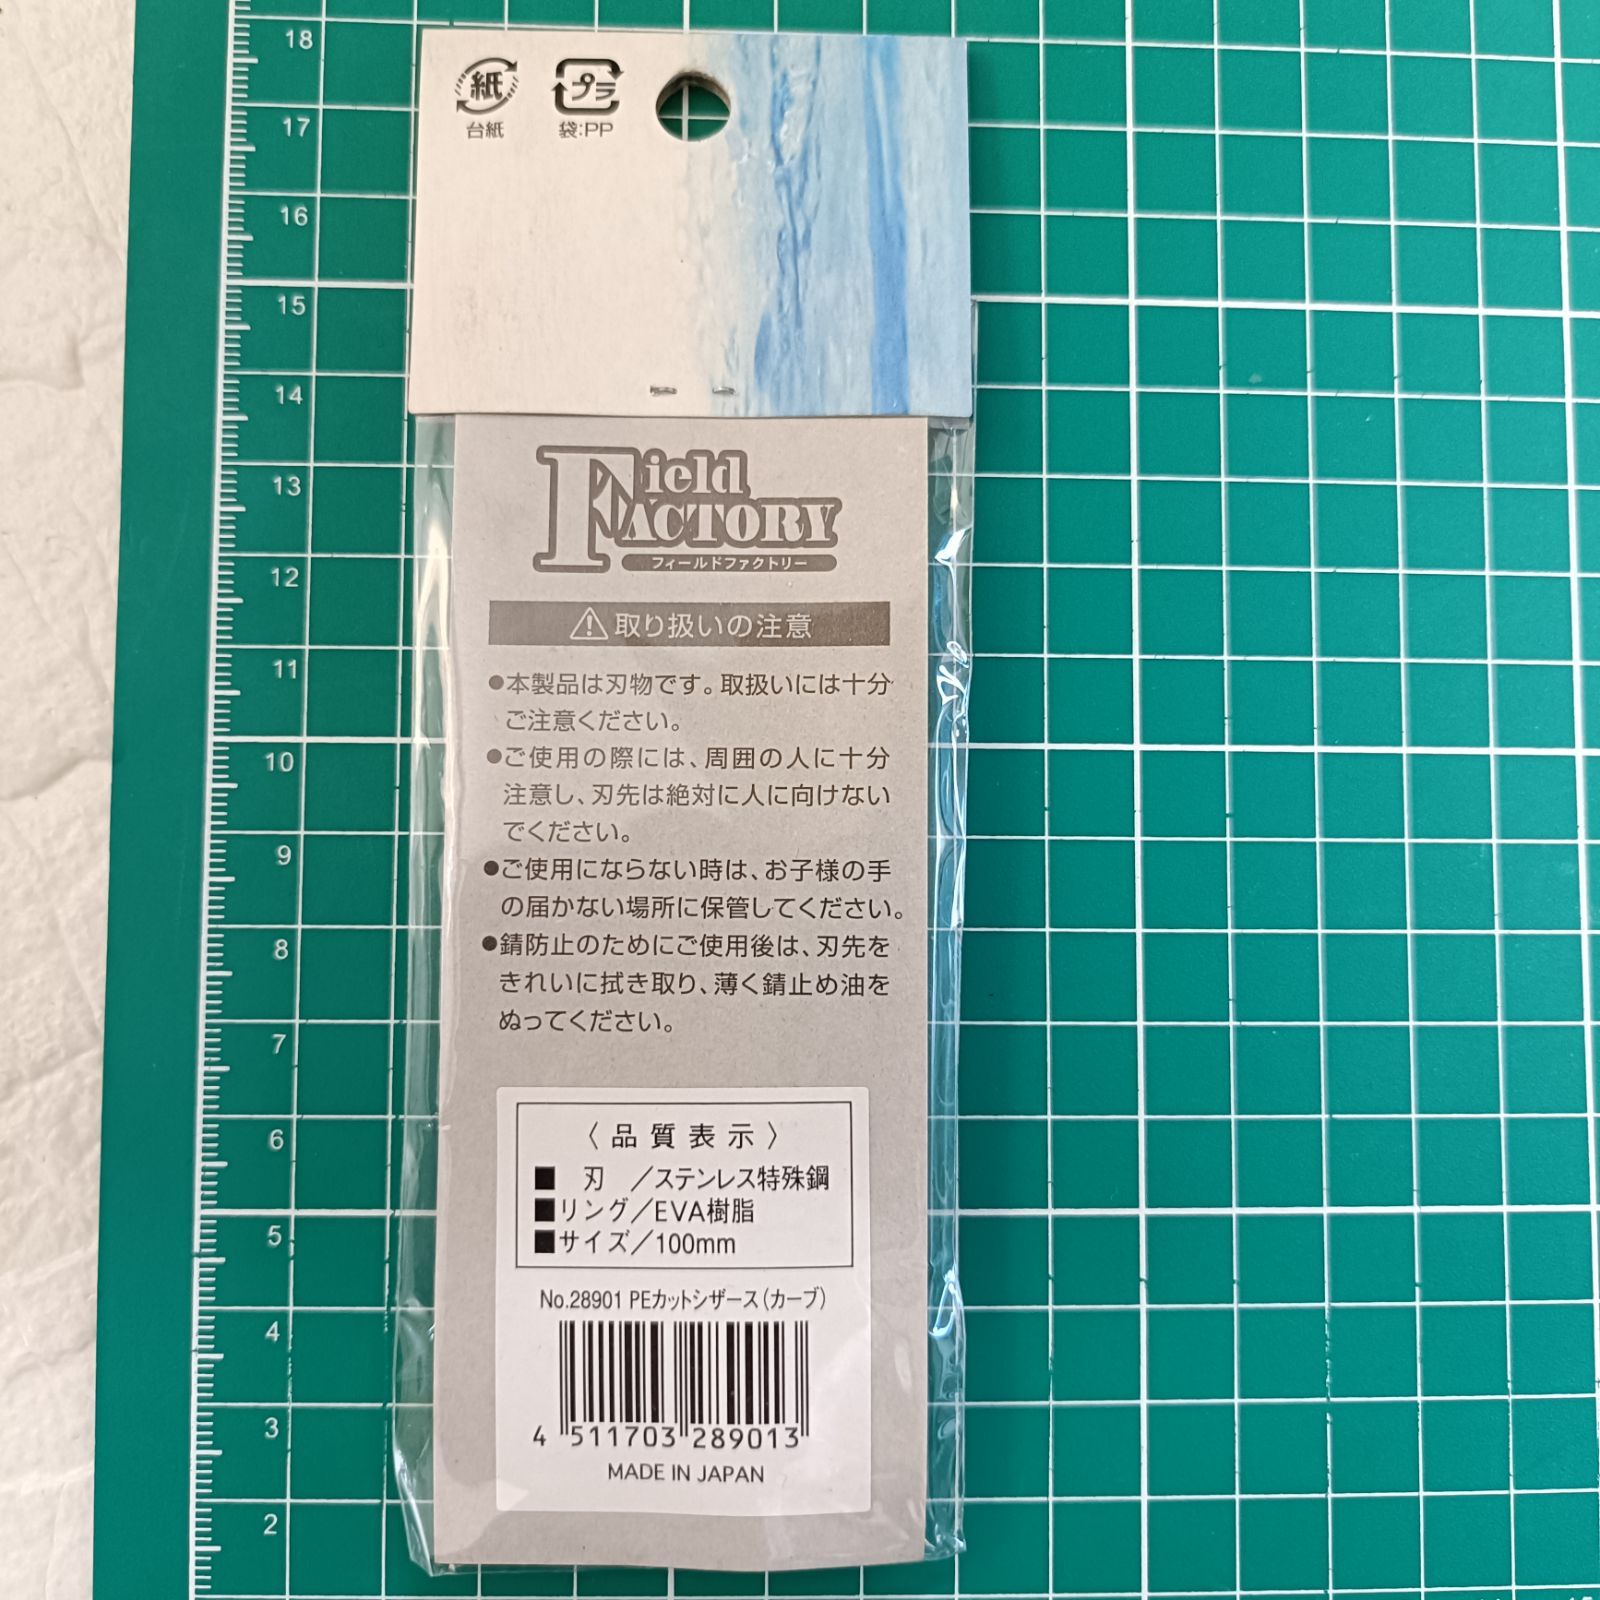 紙
プラ
台紙
袋:PP
Field
FACTORY
フィールドファクトリー
取り扱いの注意
●本製品は刃物です。取扱いには十分
ご注意ください。
●ご使用の際には、周囲の人に十分
注意し、刃先は絶対に人に向けない
でください。
●ご使用にならない時は、お子様の手
の届かない場所に保管してください。
●錆防止のためにご使用後は、刃先を
きれいに拭き取り、薄く錆止め油を
ぬってください。
〈品質表示〉
■ 刃 ／ステンレス特殊鋼
■リング／EVA樹脂
■サイズ／100mm
No.28901 PEカットシザース(カーブ)
4 511703 289013
MADE IN JAPAN
18
17
16
15
14
13
12
11
10
9
8
7
6
5
4
3
2